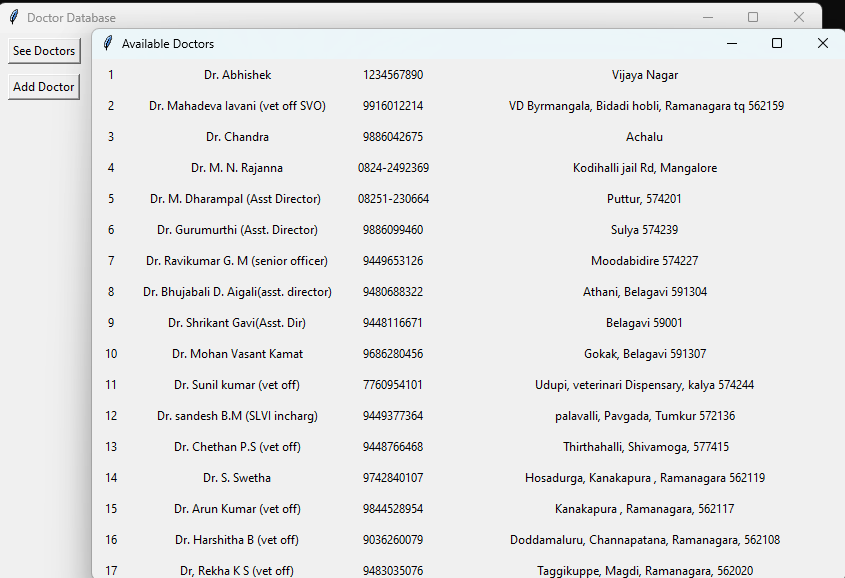 Doctor Database
See Doctors
Add Doctor
Available Doctors
1 Dr. Abhishek 1234567890 Vijaya Nagar
2 Dr. Mahadeva lavani (vet off SVO) 9916012214 VD Byrmangala, Bidadi hobli, Ramanagara tq 562159
3 Dr. Chandra 9886042675 Achalu
4 Dr. M. N. Rajanna 0824-2492369 Kodihalli jail Rd, Mangalore
5 Dr. M. Dharampal (Asst Director) 08251-230664 Puttur, 574201
6 Dr. Gurumurthi (Asst. Director) 9886099460 Sulya 574239
7 Dr. Ravikumar G. M (senior officer) 9449653126 Moodabidire 574227
8 Dr. Bhujabali D. Aigali(asst. director) 9480688322 Athani, Belagavi 591304
9 Dr. Shrikant Gavi(Asst. Dir) 9448116671 Belagavi 59001
10 Dr. Mohan Vasant Kamat 9686280456 Gokak, Belagavi 591307
11 Dr. Sunil kumar (vet off) 7760954101 Udupi, veterinari Dispensary, kalya 574244
12 Dr. sandesh B.M (SLVI incharg) 9449377364 palavalli, Pavgada, Tumkur 572136
13 Dr. Chethan P.S (vet off) 9448766468 Thirthahalli, Shivamoga, 577415
14 Dr. S. Swetha 9742840107 Hosadurga, Kanakapura , Ramanagara 562119
15 Dr. Arun Kumar (vet off) 9844528954 Kanakapura , Ramanagara, 562117
16 Dr. Harshitha B (vet off) 9036260079 Doddamaluru, Channapatana, Ramanagara, 562108
17 Dr, Rekha K S (vet off) 9483035076 Taggikuppe, Magdi, Ramanagara, 562020